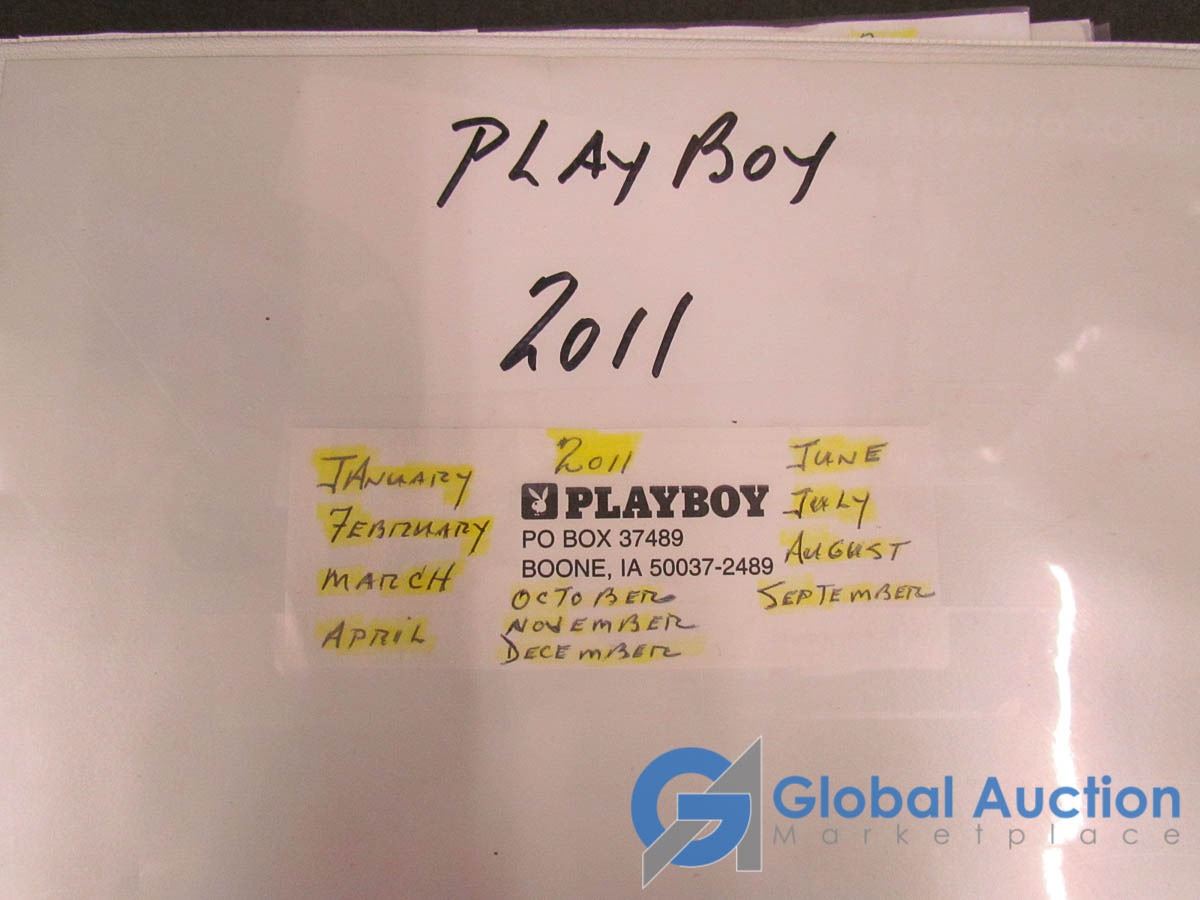 PLAYBOY
2011
JANUARY
FEBRUARY
MARCH
APRIL
2011
PLAYBOY
PO BOX 37489
BOONE, IA 50037-2489
OCTOBER
NOVEMBER
DECEMBER
JUNE
JULY
AUGUST
SEPTEMBER
Global Auction
Marketplace